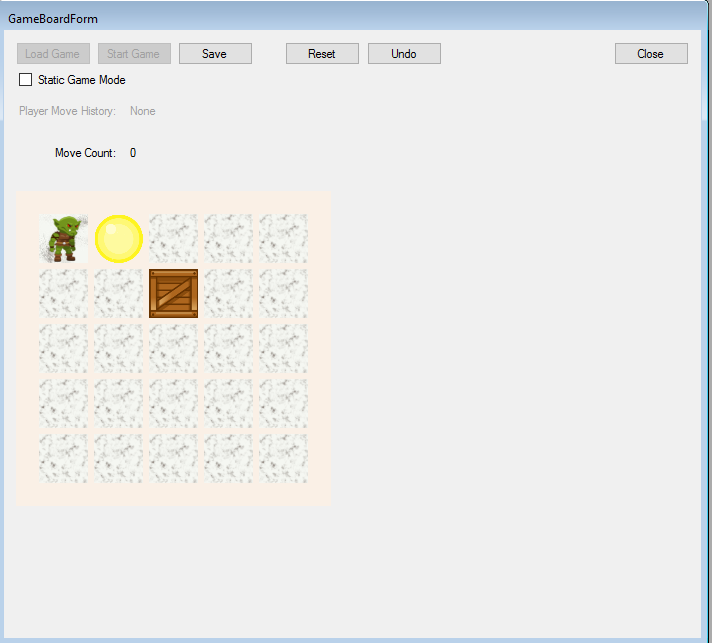 GameBoardForm
Load Game Start Game Save Reset Undo Close
Static Game Mode
Player Move History: None
Move Count: 0